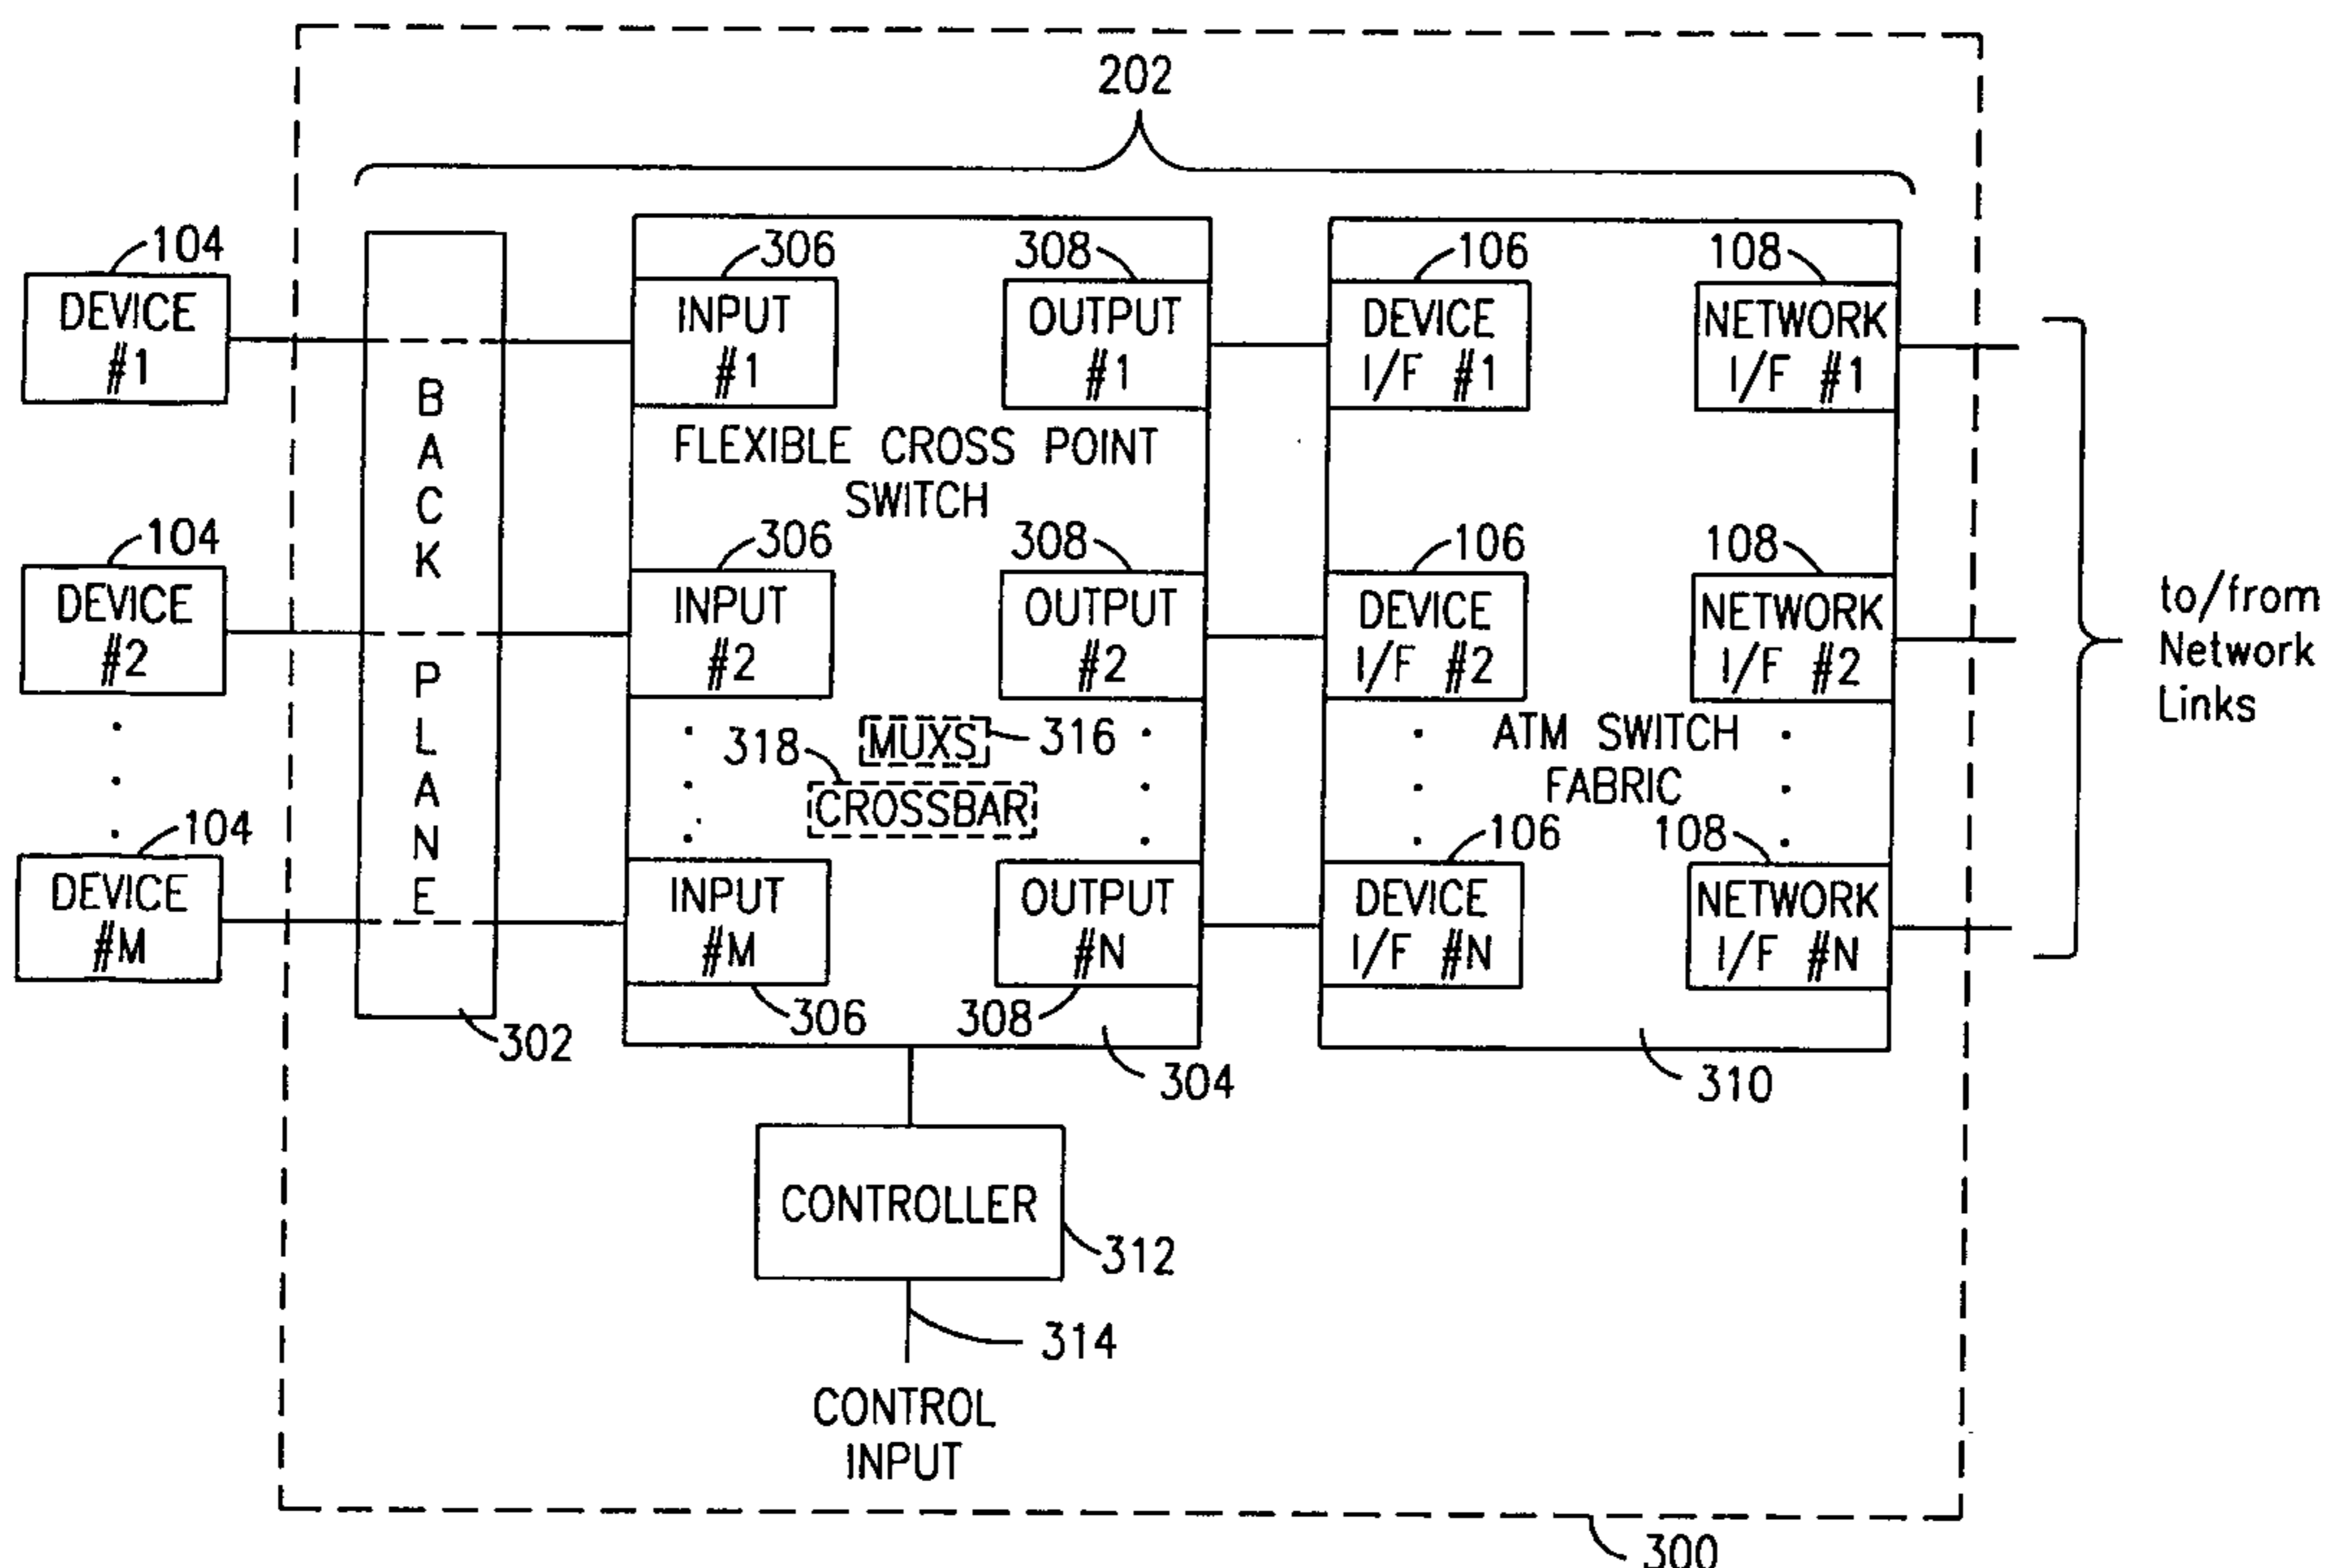 202
104
DEVICE
#1
BACK PLANE
306
INPUT
#1
308
OUTPUT
#1
106
DEVICE
I/F #1
108
NETWORK
I/F #1
FLEXIBLE CROSS POINT
SWITCH
104
DEVICE
#2
306
INPUT
#2
308
OUTPUT
#2
106
DEVICE
I/F #2
108
NETWORK
I/F #2
to/from
Network
Links
MUXS
316
318
CROSSBAR
ATM SWITCH
FABRIC
104
DEVICE
#M
INPUT
#M
306
OUTPUT
#N
308
106
DEVICE
I/F #N
108
NETWORK
I/F #N
302
304
310
CONTROLLER
312
314
CONTROL
INPUT
300